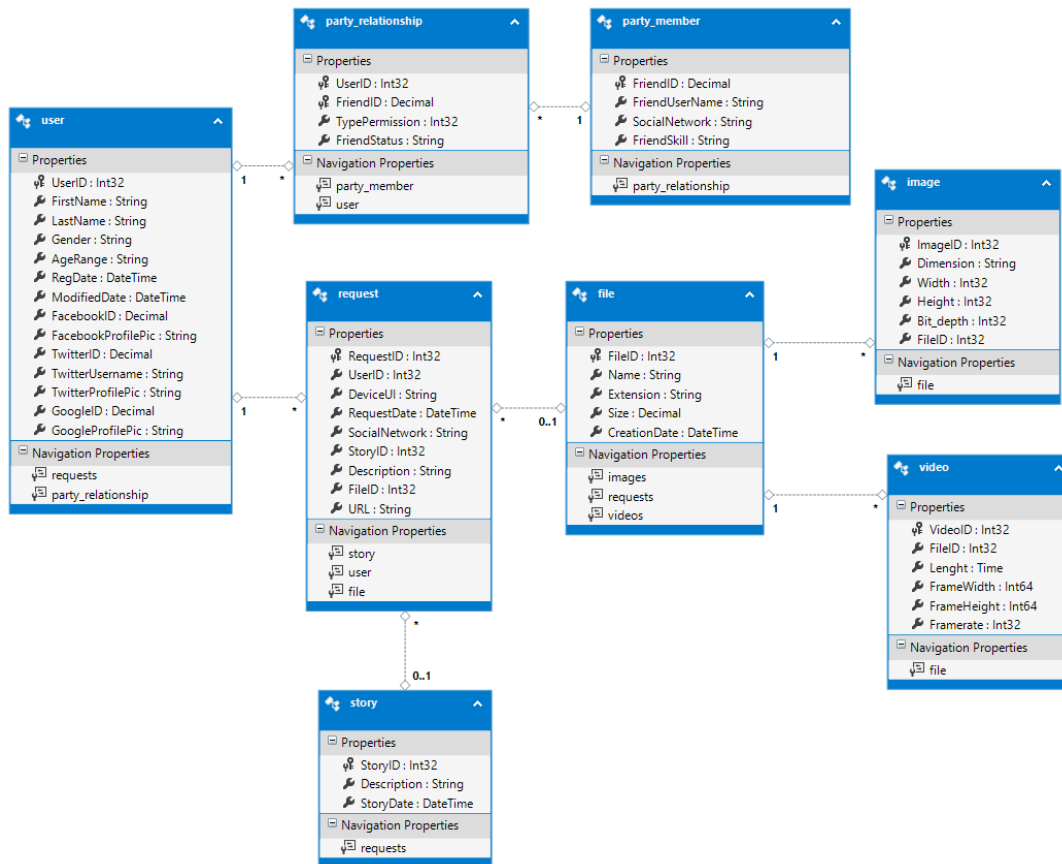 party_relationship
Properties
UserID : Int32
FriendID : Decimal
TypePermission : Int32
FriendStatus : String
Navigation Properties
party_member
user
party_member
Properties
FriendID : Decimal
FriendUserName : String
SocialNetwork : String
FriendSkill : String
Navigation Properties
party_relationship
* 1
user
Properties
UserID : Int32
FirstName : String
LastName : String
Gender : String
AgeRange : String
RegDate : DateTime
ModifiedDate : DateTime
FacebookID : Decimal
FacebookProfilePic : String
TwitterID : Decimal
TwitterUsername : String
TwitterProfilePic : String
GoogleID : Decimal
GoogleProfilePic : String
Navigation Properties
requests
party_relationship
1 *
1 *
request
Properties
RequestID : Int32
UserID : Int32
DeviceUI : String
RequestDate : DateTime
SocialNetwork : String
StoryID : Int32
Description : String
FileID : Int32
URL : String
Navigation Properties
story
user
file
* 0..1
file
Properties
FileID : Int32
Name : String
Extension : String
Size : Decimal
CreationDate : DateTime
Navigation Properties
images
requests
videos
1 *
1 *
image
Properties
ImageID : Int32
Dimension : String
Width : Int32
Height : Int32
Bit_depth : Int32
FileID : Int32
Navigation Properties
file
video
Properties
VideoID : Int32
FileID : Int32
Lenght : Time
FrameWidth : Int64
FrameHeight : Int64
Framerate : Int32
Navigation Properties
file
*
0..1
story
Properties
StoryID : Int32
Description : String
StoryDate : DateTime
Navigation Properties
requests